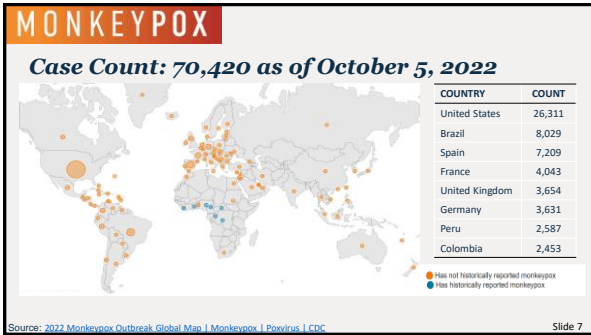 MONKEYPOX
Case Count: 70,420 as of October 5, 2022
COUNTRY COUNT
United States 26,311
Brazil 8,029
Spain 7,209
France 4,043
United Kingdom 3,654
Germany 3,631
Peru 2,587
Colombia 2,453
Has not historically reported monkeypox
Has historically reported monkeypox
Source: 2022 Monkeypox Outbreak Global Map | Monkeypox | Poxvirus | CDC
Slide 7